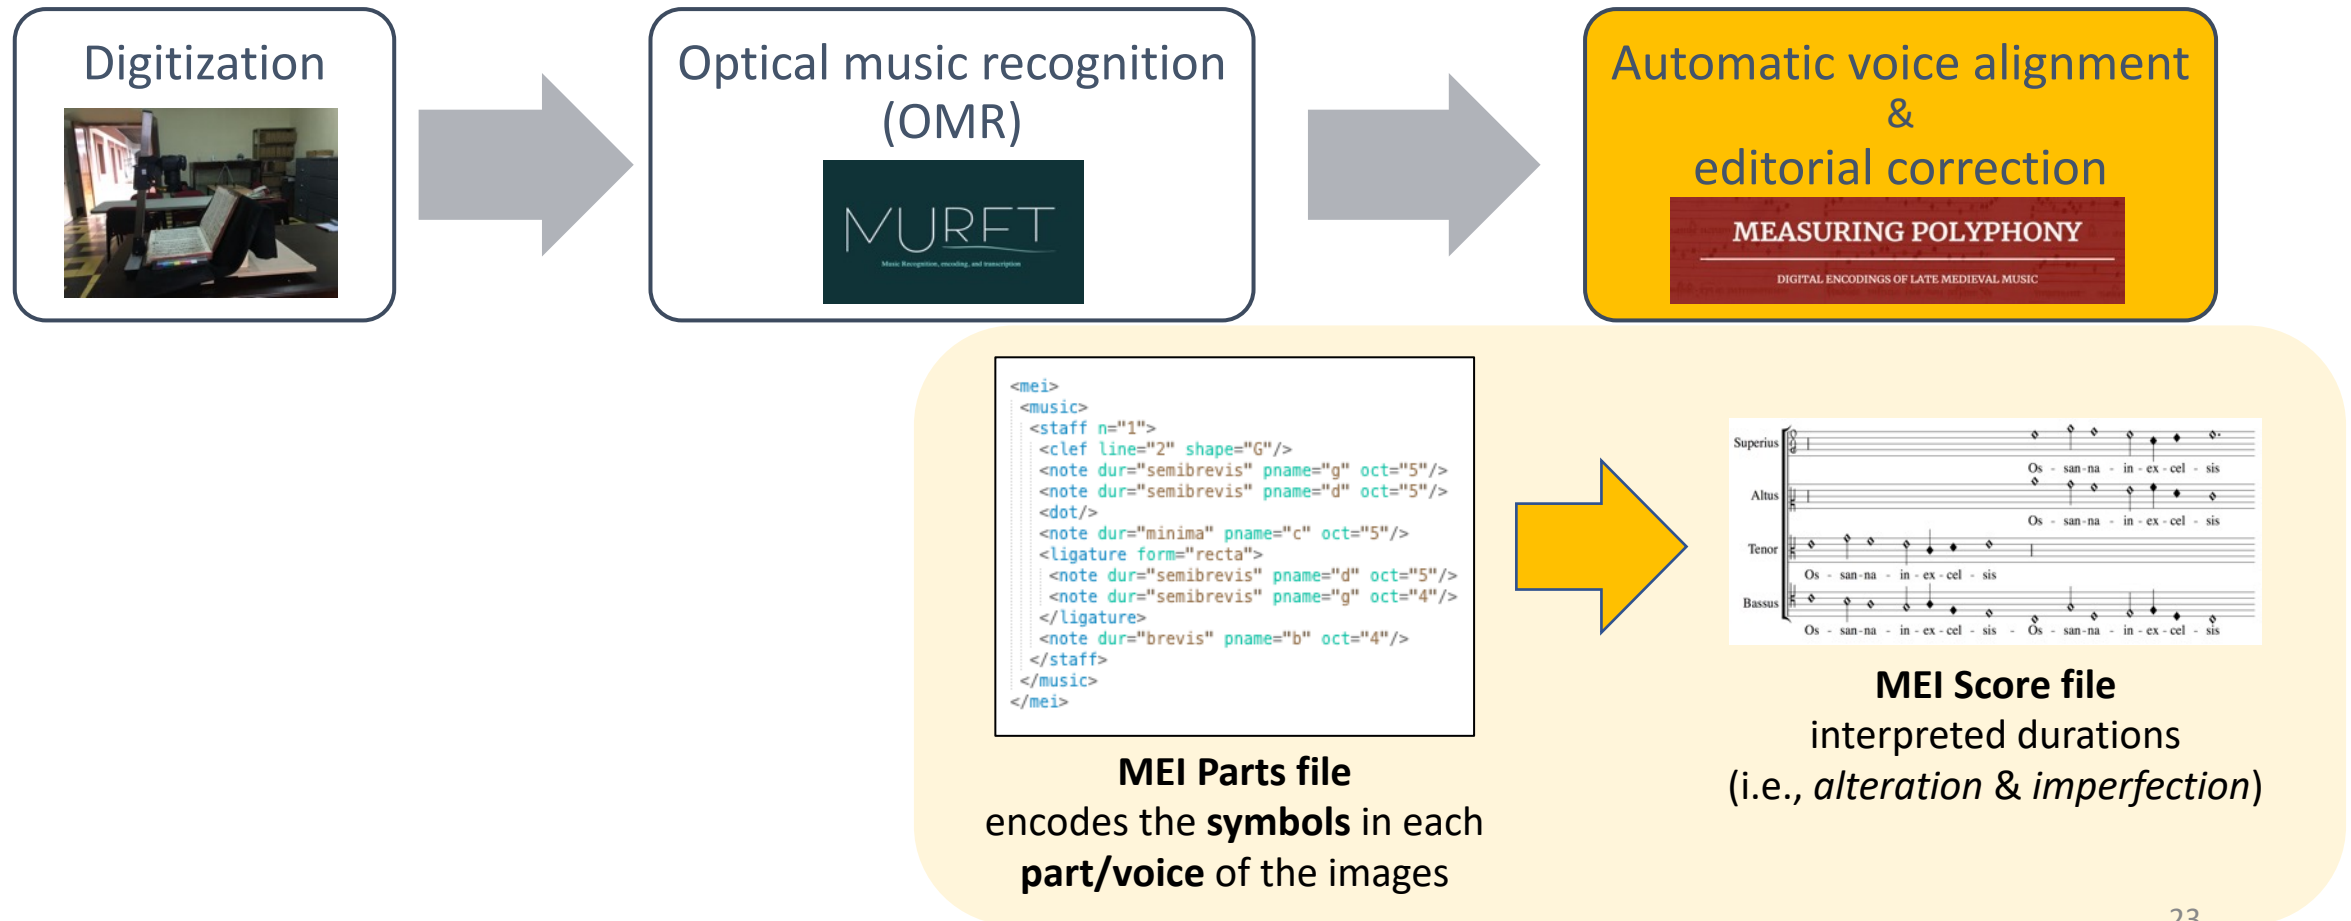 Digitization
Optical music recognition
(OMR)
MURET
Music Recognition, encoding, and transcription
Automatic voice alignment
&
editorial correction
MEASURING POLYPHONY
DIGITAL ENCODINGS OF LATE MEDIEVAL MUSIC
<mei>
<music>
<staff n="1">
<clef line="2" shape="G"/>
<note dur="semibrevis" pname="g" oct="5"/>
<note dur="semibrevis" pname="d" oct="5"/>
<dot/>
<note dur="minima" pname="c" oct="5"/>
<ligature form="recta">
<note dur="semibrevis" pname="d" oct="5"/>
<note dur="semibrevis" pname="g" oct="4"/>
</ligature>
<note dur="brevis" pname="b" oct="4"/>
</staff>
</music>
</mei>
MEI Parts file
encodes the symbols in each
part/voice of the images
Superius
Os - san-na - in - ex - cel - sis
Altus
Os - san-na - in - ex - cel - sis
Tenor
Os - san-na - in - ex - cel - sis
Bassus
Os - san-na - in - ex - cel - sis - Os - san-na - in - ex - cel - sis
MEI Score file
interpreted durations
(i.e., alteration & imperfection)
23